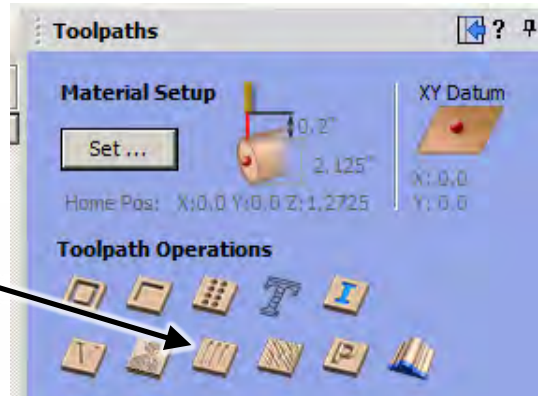 Toolpaths
?
Material Setup
XY Datum
0.2"
Set ...
2.125"
X: 0.0
Home Pos: X:0.0 Y:0.0 Z:1.2725
Y: 0.0
Toolpath Operations